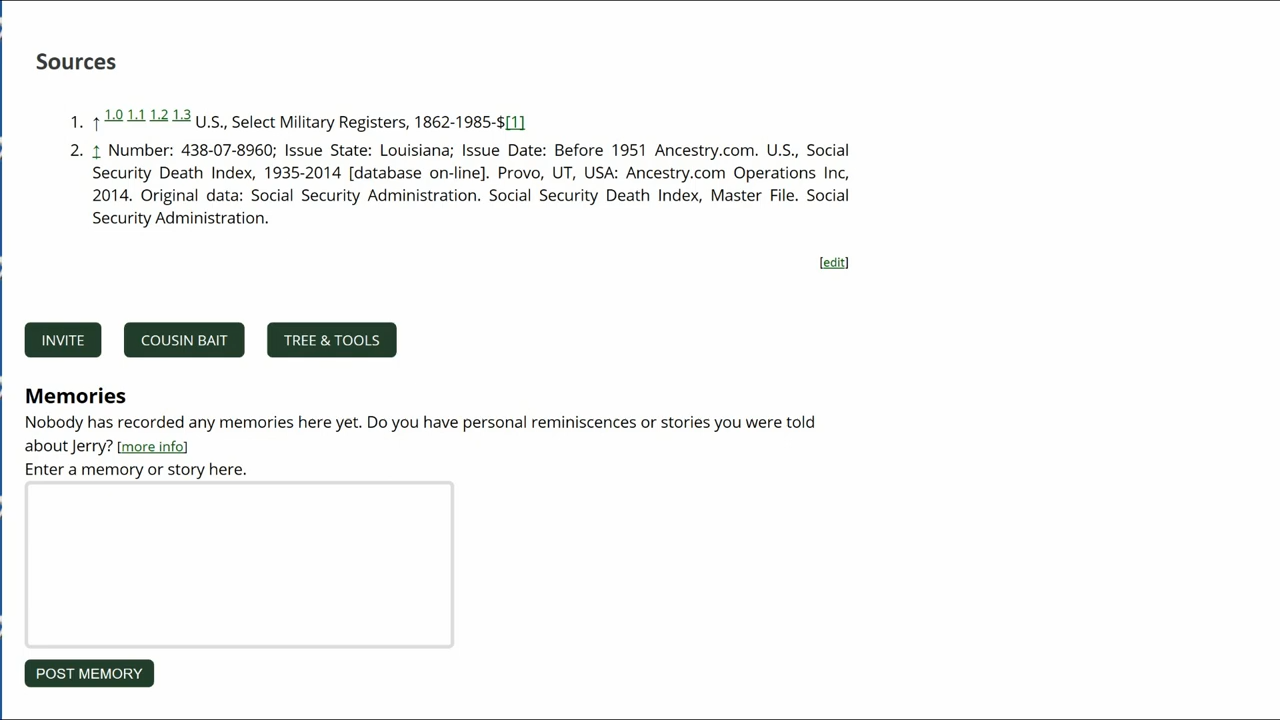 Sources
1. ↑ 1.0 1.1 1.2 1.3 U.S., Select Military Registers, 1862-1985-$[1]
2. ↑ Number: 438-07-8960; Issue State: Louisiana; Issue Date: Before 1951 Ancestry.com. U.S., Social
Security Death Index, 1935-2014 [database on-line]. Provo, UT, USA: Ancestry.com Operations Inc,
2014. Original data: Social Security Administration. Social Security Death Index, Master File. Social
Security Administration.
[edit]
INVITE COUSIN BAIT TREE & TOOLS
Memories
Nobody has recorded any memories here yet. Do you have personal reminiscences or stories you were told
about Jerry? [more info]
Enter a memory or story here.
POST MEMORY